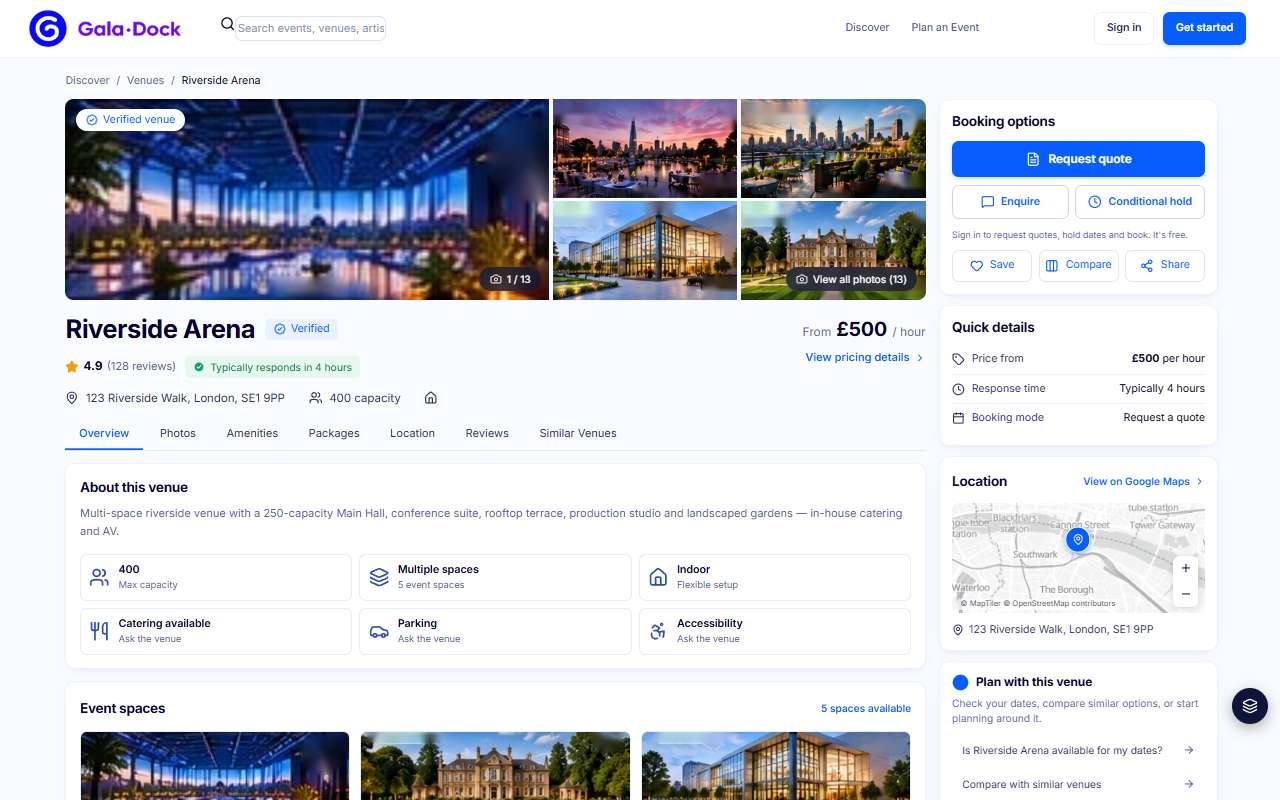 Gala·Dock
Search events, venues, artis
Discover
Plan an Event
Sign in
Get started
Discover / Venues / Riverside Arena
Verified venue
1 / 13
View all photos (13)
Riverside Arena
Verified
From £500 / hour
4.9 (128 reviews)
Typically responds in 4 hours
View pricing details
123 Riverside Walk, London, SE1 9PP
400 capacity
Overview
Photos
Amenities
Packages
Location
Reviews
Similar Venues
About this venue
Multi-space riverside venue with a 250-capacity Main Hall, conference suite, rooftop terrace, production studio and landscaped gardens — in-house catering
and AV.
400
Max capacity
Multiple spaces
5 event spaces
Indoor
Flexible setup
Catering available
Ask the venue
Parking
Ask the venue
Accessibility
Ask the venue
Event spaces
5 spaces available
Booking options
Request quote
Enquire
Conditional hold
Sign in to request quotes, hold dates and book. It's free.
Save
Compare
Share
Quick details
Price from
£500 per hour
Response time
Typically 4 hours
Booking mode
Request a quote
Location
View on Google Maps
tube station
Blackfriars
station
Cannon Street
Tower Gateway
Southwark
Waterloo
The Borough
+
−
© MapTiler © OpenStreetMap contributors
123 Riverside Walk, London, SE1 9PP
Plan with this venue
Check your dates, compare similar options, or start
planning around it.
Is Riverside Arena available for my dates?
Compare with similar venues